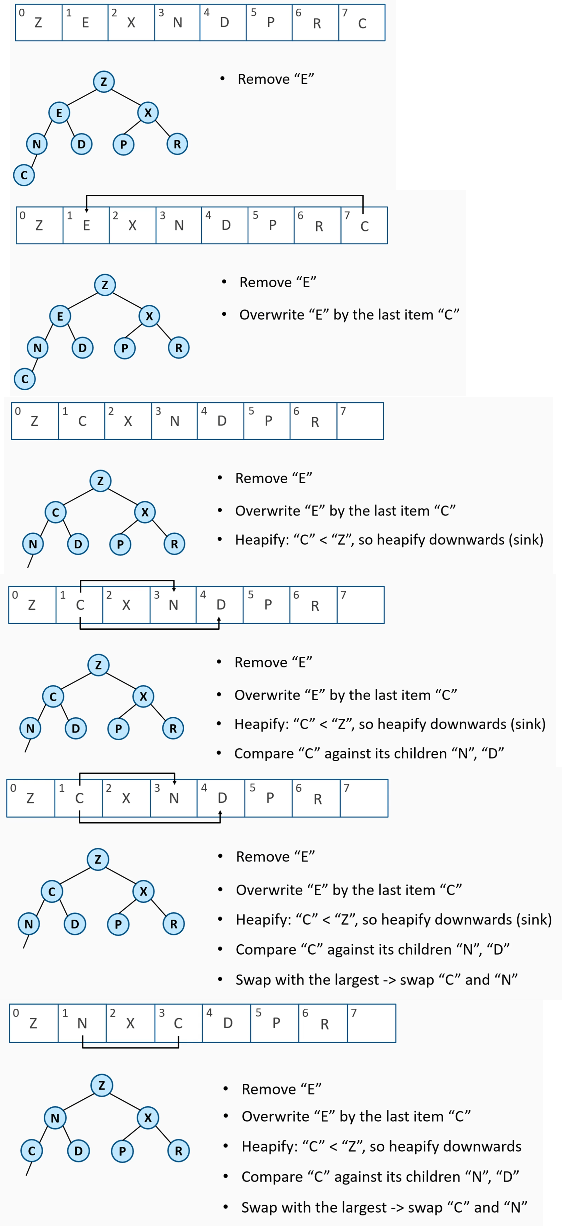 0 Z 1 E 2 X 3 N 4 D 5 P 6 R 7 C
Z
• Remove “E”
E X
N D P R
C
0 Z 1 E 2 X 3 N 4 D 5 P 6 R 7 C
Z
• Remove “E”
E X
• Overwrite “E” by the last item “C”
N D P R
C
0 Z 1 C 2 X 3 N 4 D 5 P 6 R 7
Z
• Remove “E”
C X
• Overwrite “E” by the last item “C”
N D P R
• Heapify: “C” < “Z”, so heapify downwards (sink)
0 Z 1 C 2 X 3 N 4 D 5 P 6 R 7
Z
• Remove “E”
C X
• Overwrite “E” by the last item “C”
N D P R
• Heapify: “C” < “Z”, so heapify downwards (sink)
• Compare “C” against its children “N”, “D”
0 Z 1 C 2 X 3 N 4 D 5 P 6 R 7
Z
• Remove “E”
C X
• Overwrite “E” by the last item “C”
N D P R
• Heapify: “C” < “Z”, so heapify downwards (sink)
• Compare “C” against its children “N”, “D”
• Swap with the largest -> swap “C” and “N”
0 Z 1 N 2 X 3 C 4 D 5 P 6 R 7
Z
• Remove “E”
N X
• Overwrite “E” by the last item “C”
C D P R
• Heapify: “C” < “Z”, so heapify downwards
• Compare “C” against its children “N”, “D”
• Swap with the largest -> swap “C” and “N”